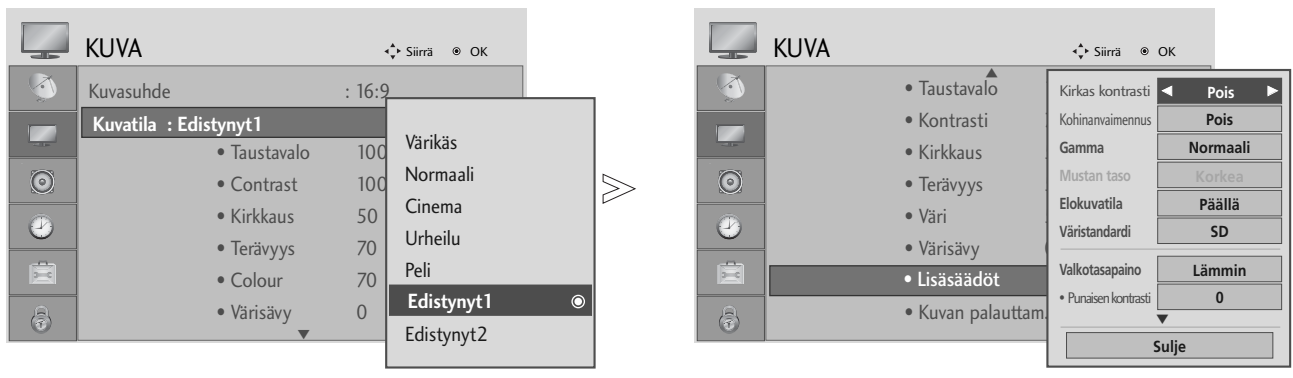 KUVA
Siirrä OK
Kuvasuhde : 16:9
Kuvatila : Edistynyt1
• Taustavalo 100
• Contrast 100
• Kirkkaus 50
• Terävyys 70
• Colour 70
• Värisävy 0
Värikäs
Normaali
Cinema
Urheilu
Peli
Edistynyt1
Edistynyt2
KUVA
Siirrä OK
• Taustavalo
• Kontrasti
• Kirkkaus
• Terävyys
• Väri
• Värisävy
• Lisäsäädöt
• Kuvan palauttam.
Kirkas kontrasti Pois
Kohinanvaimennus Pois
Gamma Normaali
Mustan taso Korkea
Elokuvatila Päällä
Väristandardi SD
Valkotasapaino Lämmin
• Punaisen kontrasti 0
Sulje